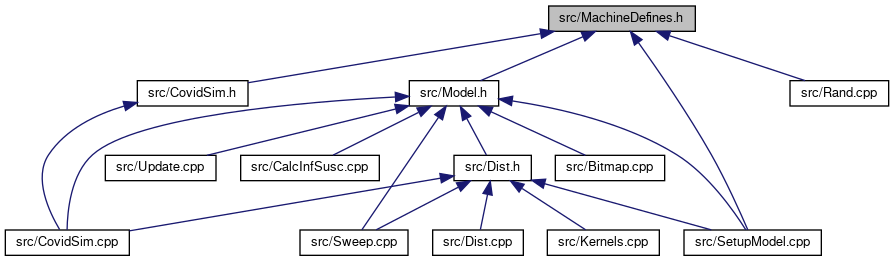 src/MachineDefines.h
src/CovidSim.h
src/Model.h
src/Rand.cpp
src/Update.cpp
src/CalcInfSusc.cpp
src/Dist.h
src/Bitmap.cpp
src/CovidSim.cpp
src/Sweep.cpp
src/Dist.cpp
src/Kernels.cpp
src/SetupModel.cpp